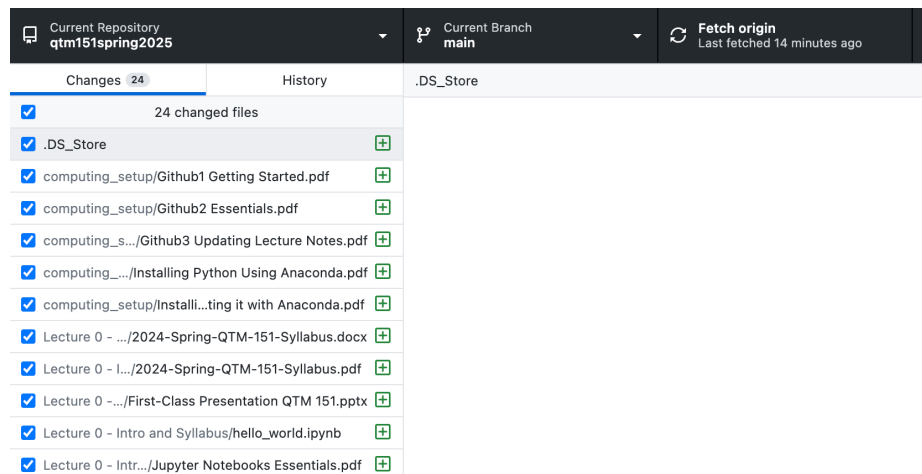 Current Repository
qtm151spring2025
Current Branch
main
Fetch origin
Last fetched 14 minutes ago
Changes 24
History
.DS_Store
24 changed files
.DS_Store
computing_setup/Github1 Getting Started.pdf
computing_setup/Github2 Essentials.pdf
computing_s.../Github3 Updating Lecture Notes.pdf
computing_.../Installing Python Using Anaconda.pdf
computing_setup/Installi...ting it with Anaconda.pdf
Lecture 0 - .../2024-Spring-QTM-151-Syllabus.docx
Lecture 0 - I.../2024-Spring-QTM-151-Syllabus.pdf
Lecture 0 -.../First-Class Presentation QTM 151.pptx
Lecture 0 - Intro and Syllabus/hello_world.ipynb
Lecture 0 - Intr.../Jupyter Notebooks Essentials.pdf